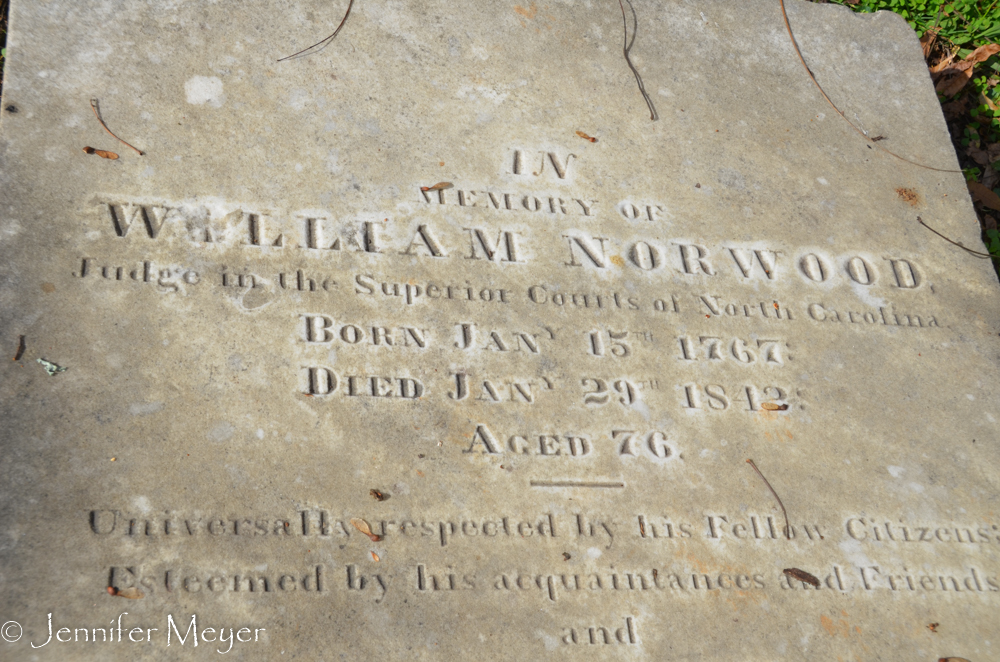 IN
MEMORY OF
WILLIAM NORWOOD,
Judge in the Superior Courts of North Carolina.
BORN JANY 15TH 1767:
DIED JANY 29TH 1842:
AGED 76.
Universally respected by his Fellow Citizens;
Esteemed by his acquaintances and Friends
and
© Jennifer Meyer